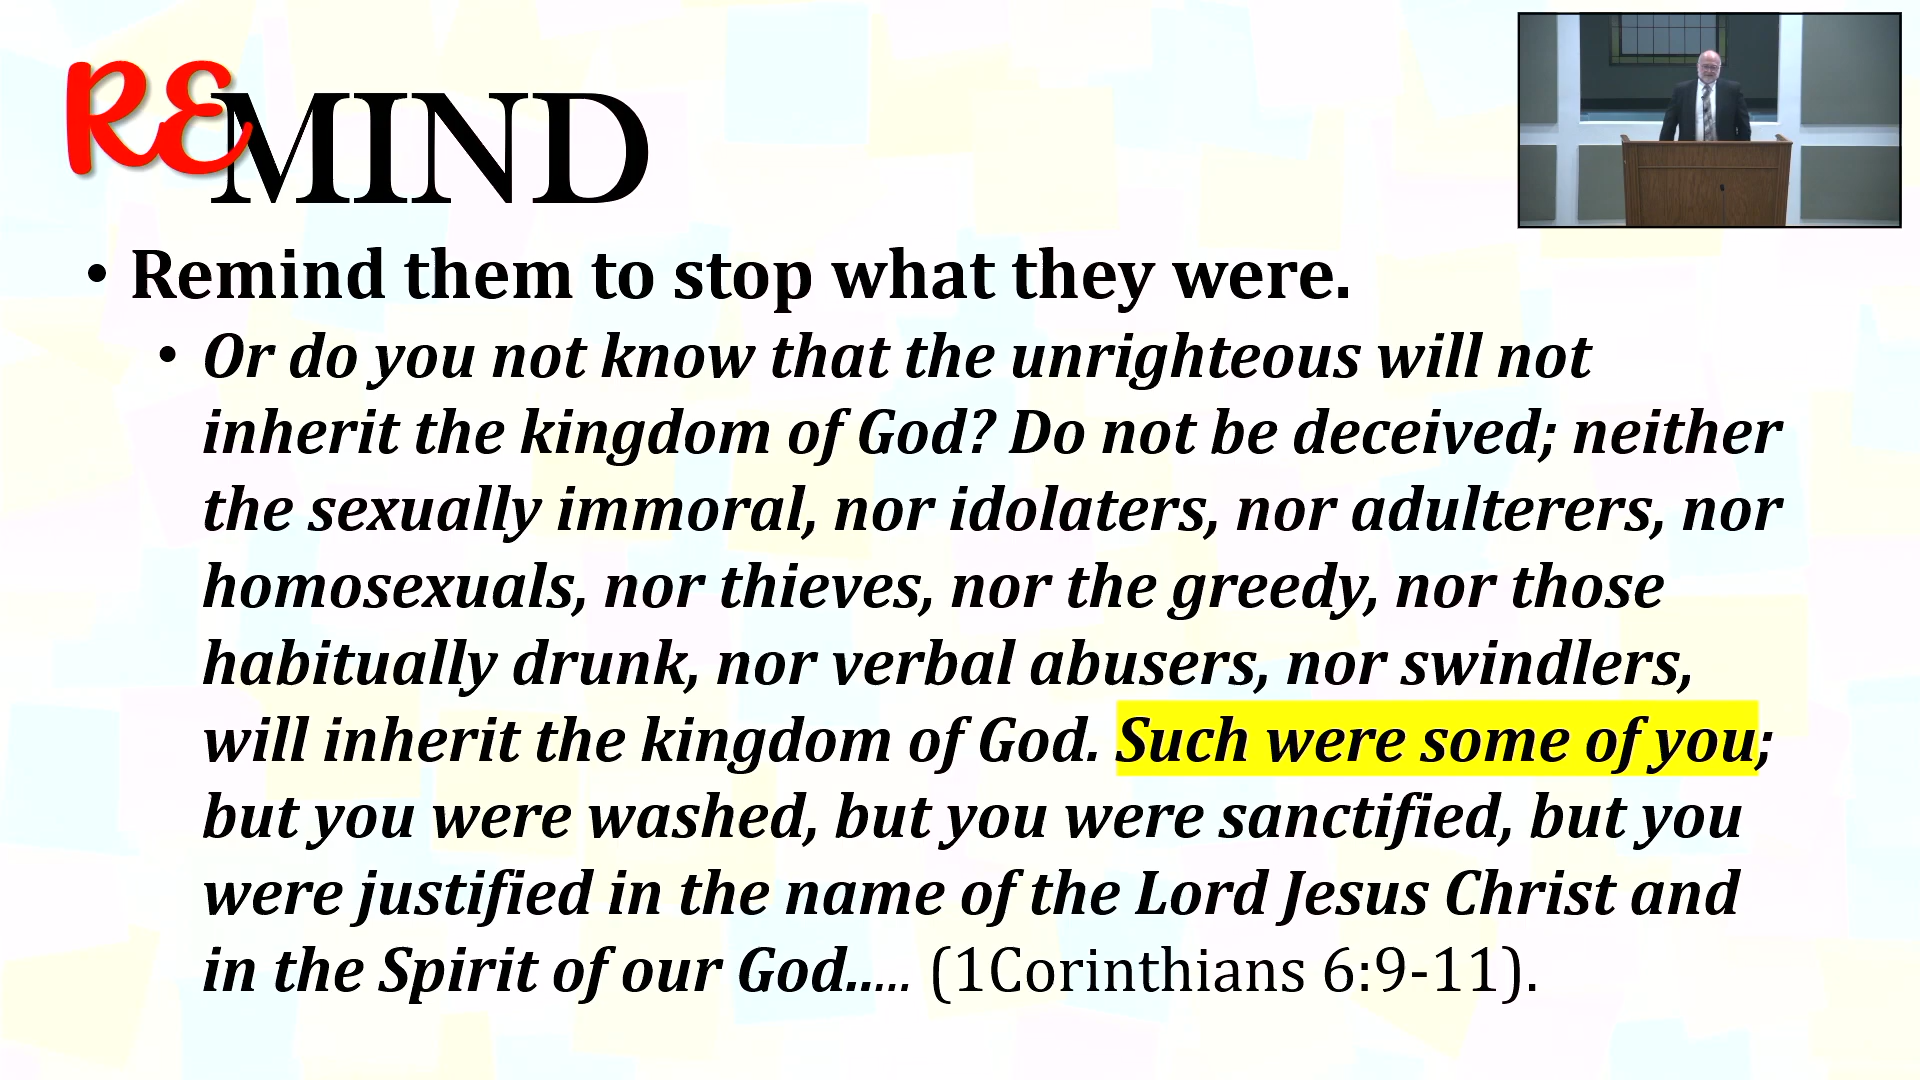 REMIND
• Remind them to stop what they were.
• Or do you not know that the unrighteous will not
inherit the kingdom of God? Do not be deceived; neither
the sexually immoral, nor idolaters, nor adulterers, nor
homosexuals, nor thieves, nor the greedy, nor those
habitually drunk, nor verbal abusers, nor swindlers,
will inherit the kingdom of God. Such were some of you;
but you were washed, but you were sanctified, but you
were justified in the name of the Lord Jesus Christ and
in the Spirit of our God..... (1Corinthians 6:9-11).